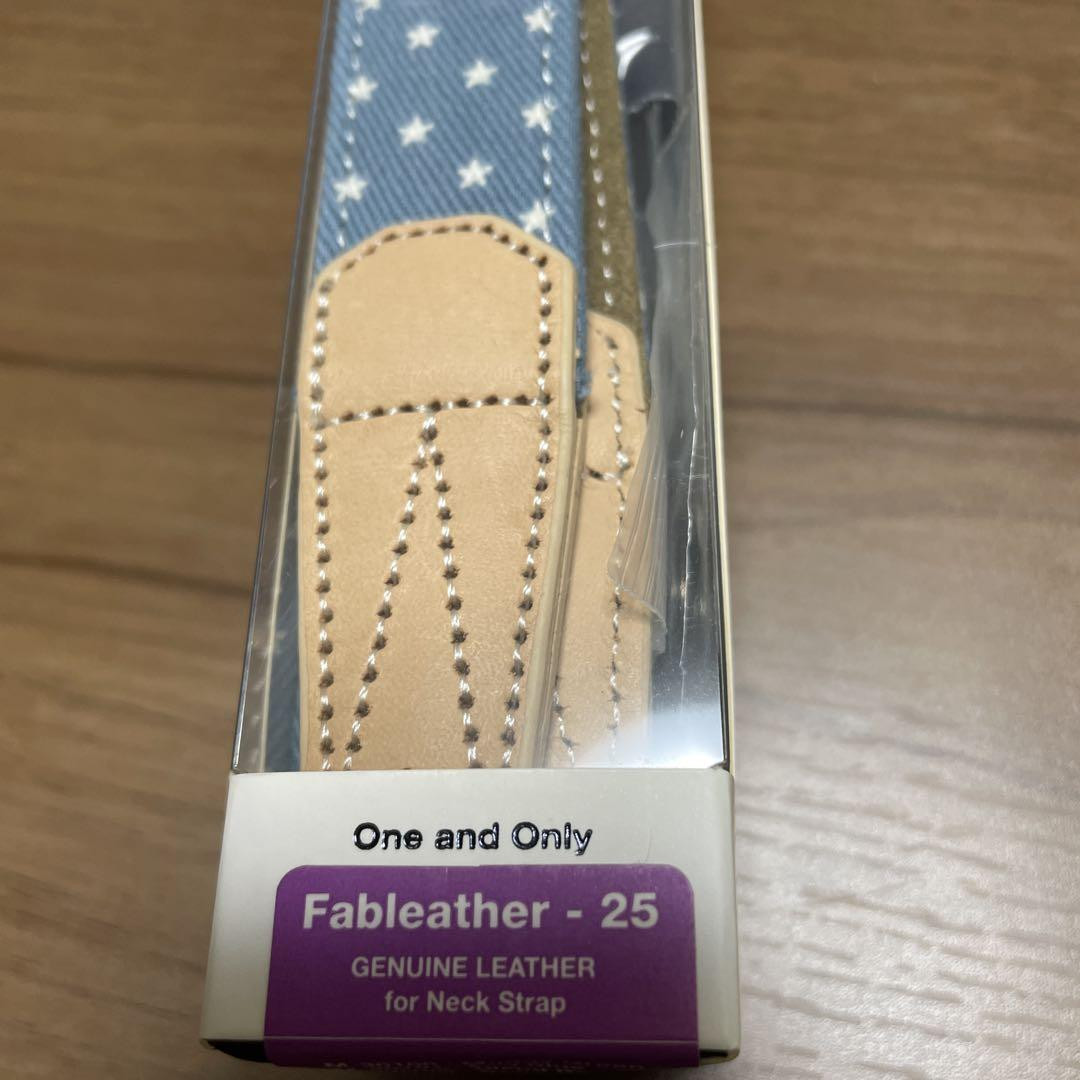 One and Only
Fableather - 25
GENUINE LEATHER
for Neck Strap